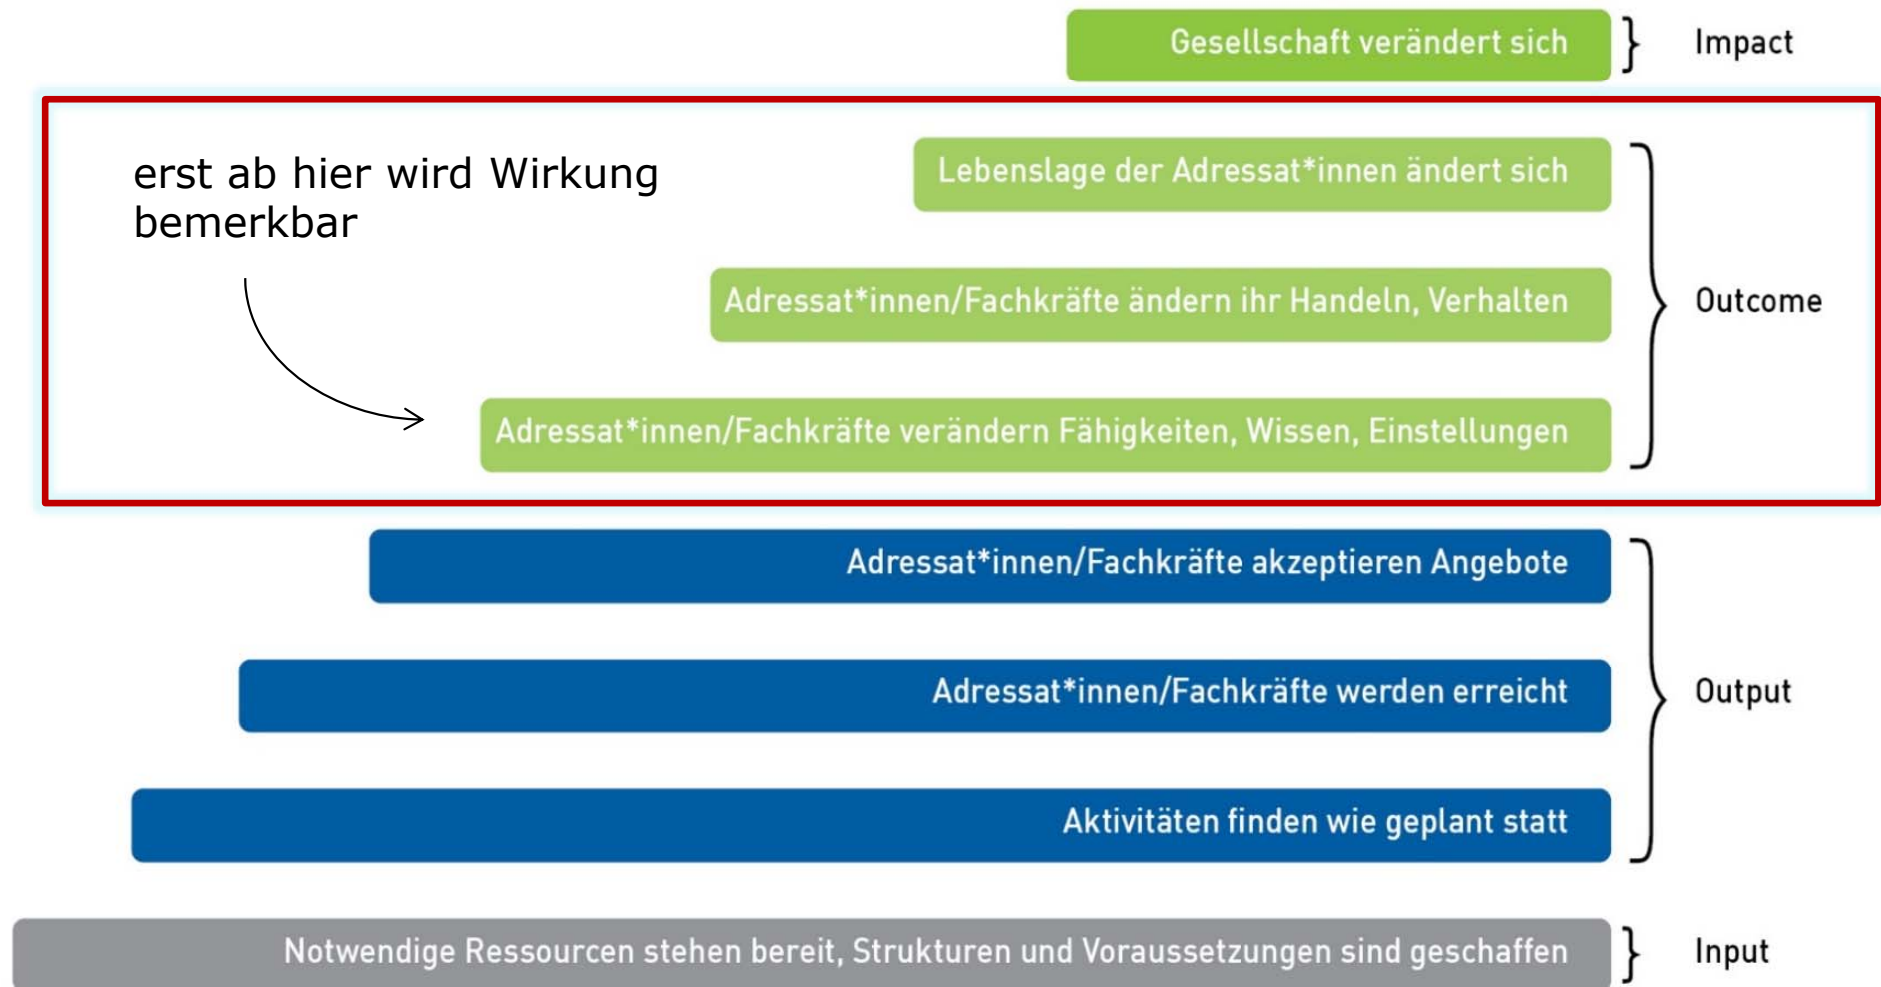 Gesellschaft verändert sich
Impact
erst ab hier wird Wirkung
bemerkbar
Lebenslage der Adressat*innen ändert sich
Adressat*innen/Fachkräfte ändern ihr Handeln, Verhalten
Outcome
Adressat*innen/Fachkräfte verändern Fähigkeiten, Wissen, Einstellungen
Adressat*innen/Fachkräfte akzeptieren Angebote
Adressat*innen/Fachkräfte werden erreicht
Output
Aktivitäten finden wie geplant statt
Notwendige Ressourcen stehen bereit, Strukturen und Voraussetzungen sind geschaffen
Input